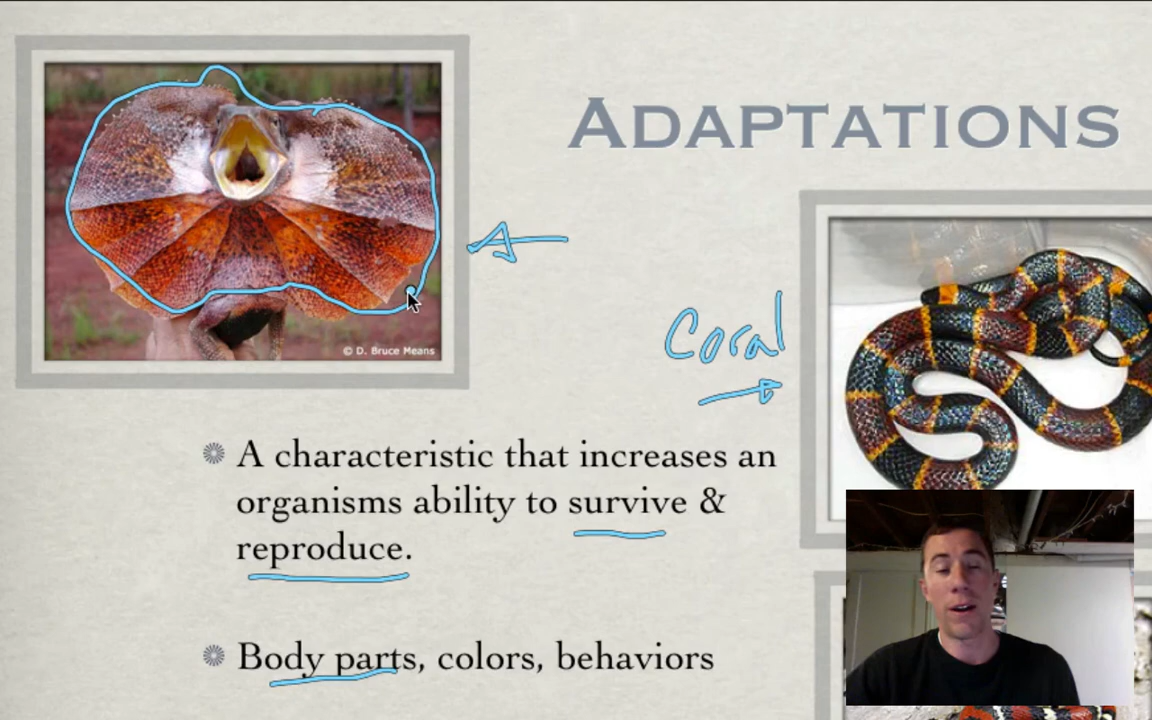 ADAPTATIONS
© D. Bruce Means
Coral
A characteristic that increases an
organisms ability to survive &
reproduce.
Body parts, colors, behaviors